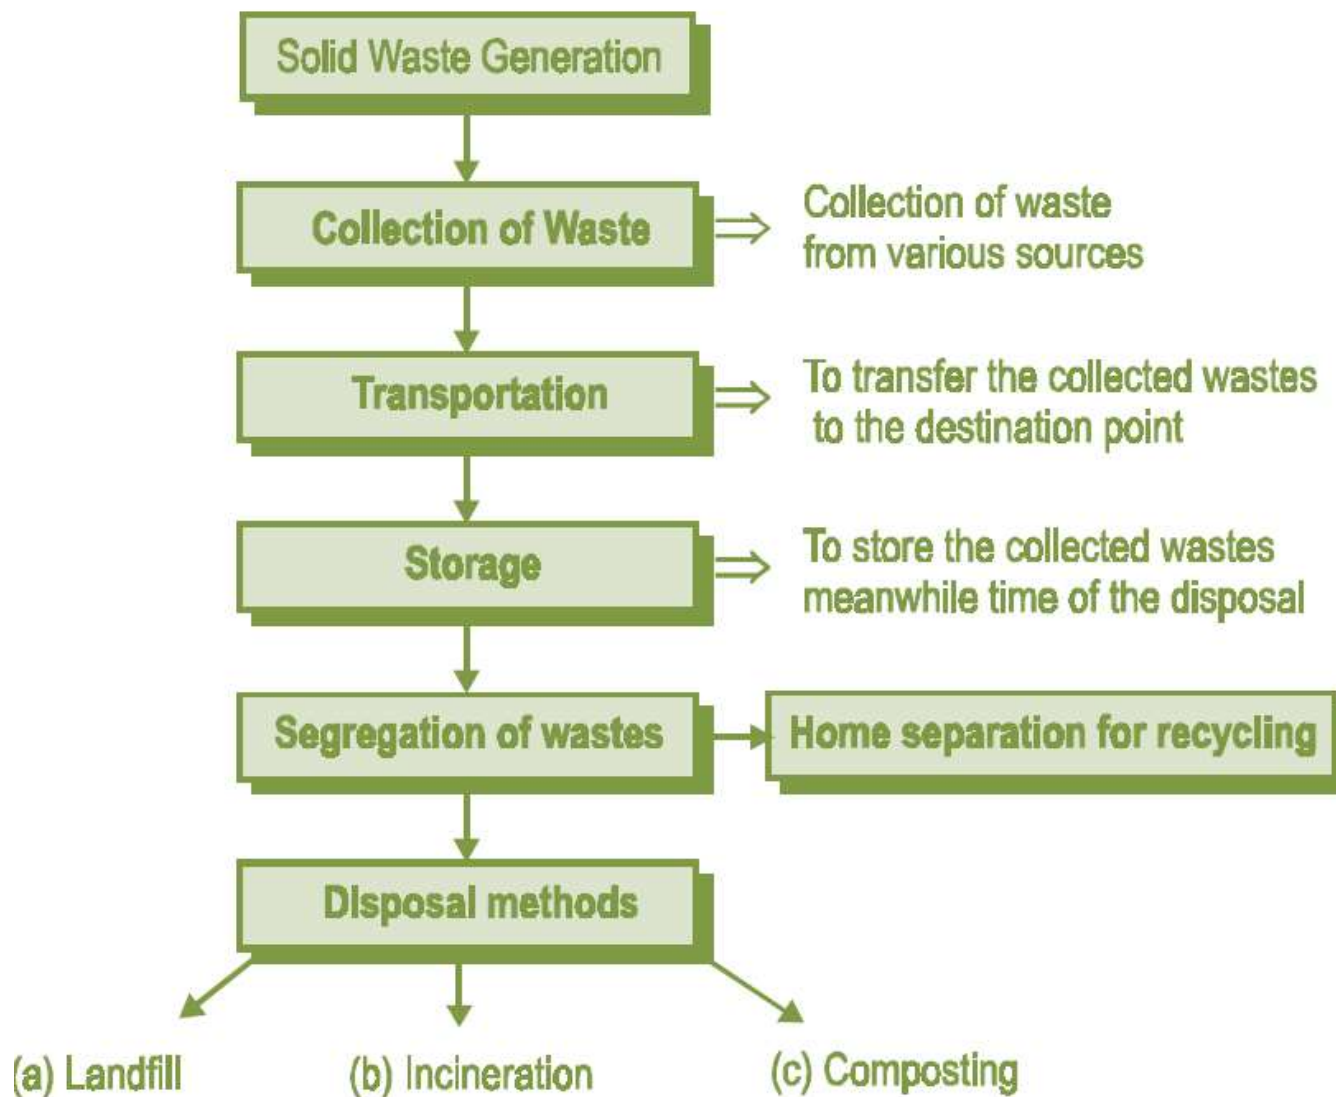 Solid Waste Generation
Collection of Waste
Collection of waste
from various sources
Transportation
To transfer the collected wastes
to the destination point
Storage
To store the collected wastes
meanwhile time of the disposal
Segregation of wastes
Home separation for recycling
Disposal methods
(a) Landfill
(b) Incineration
(c) Composting